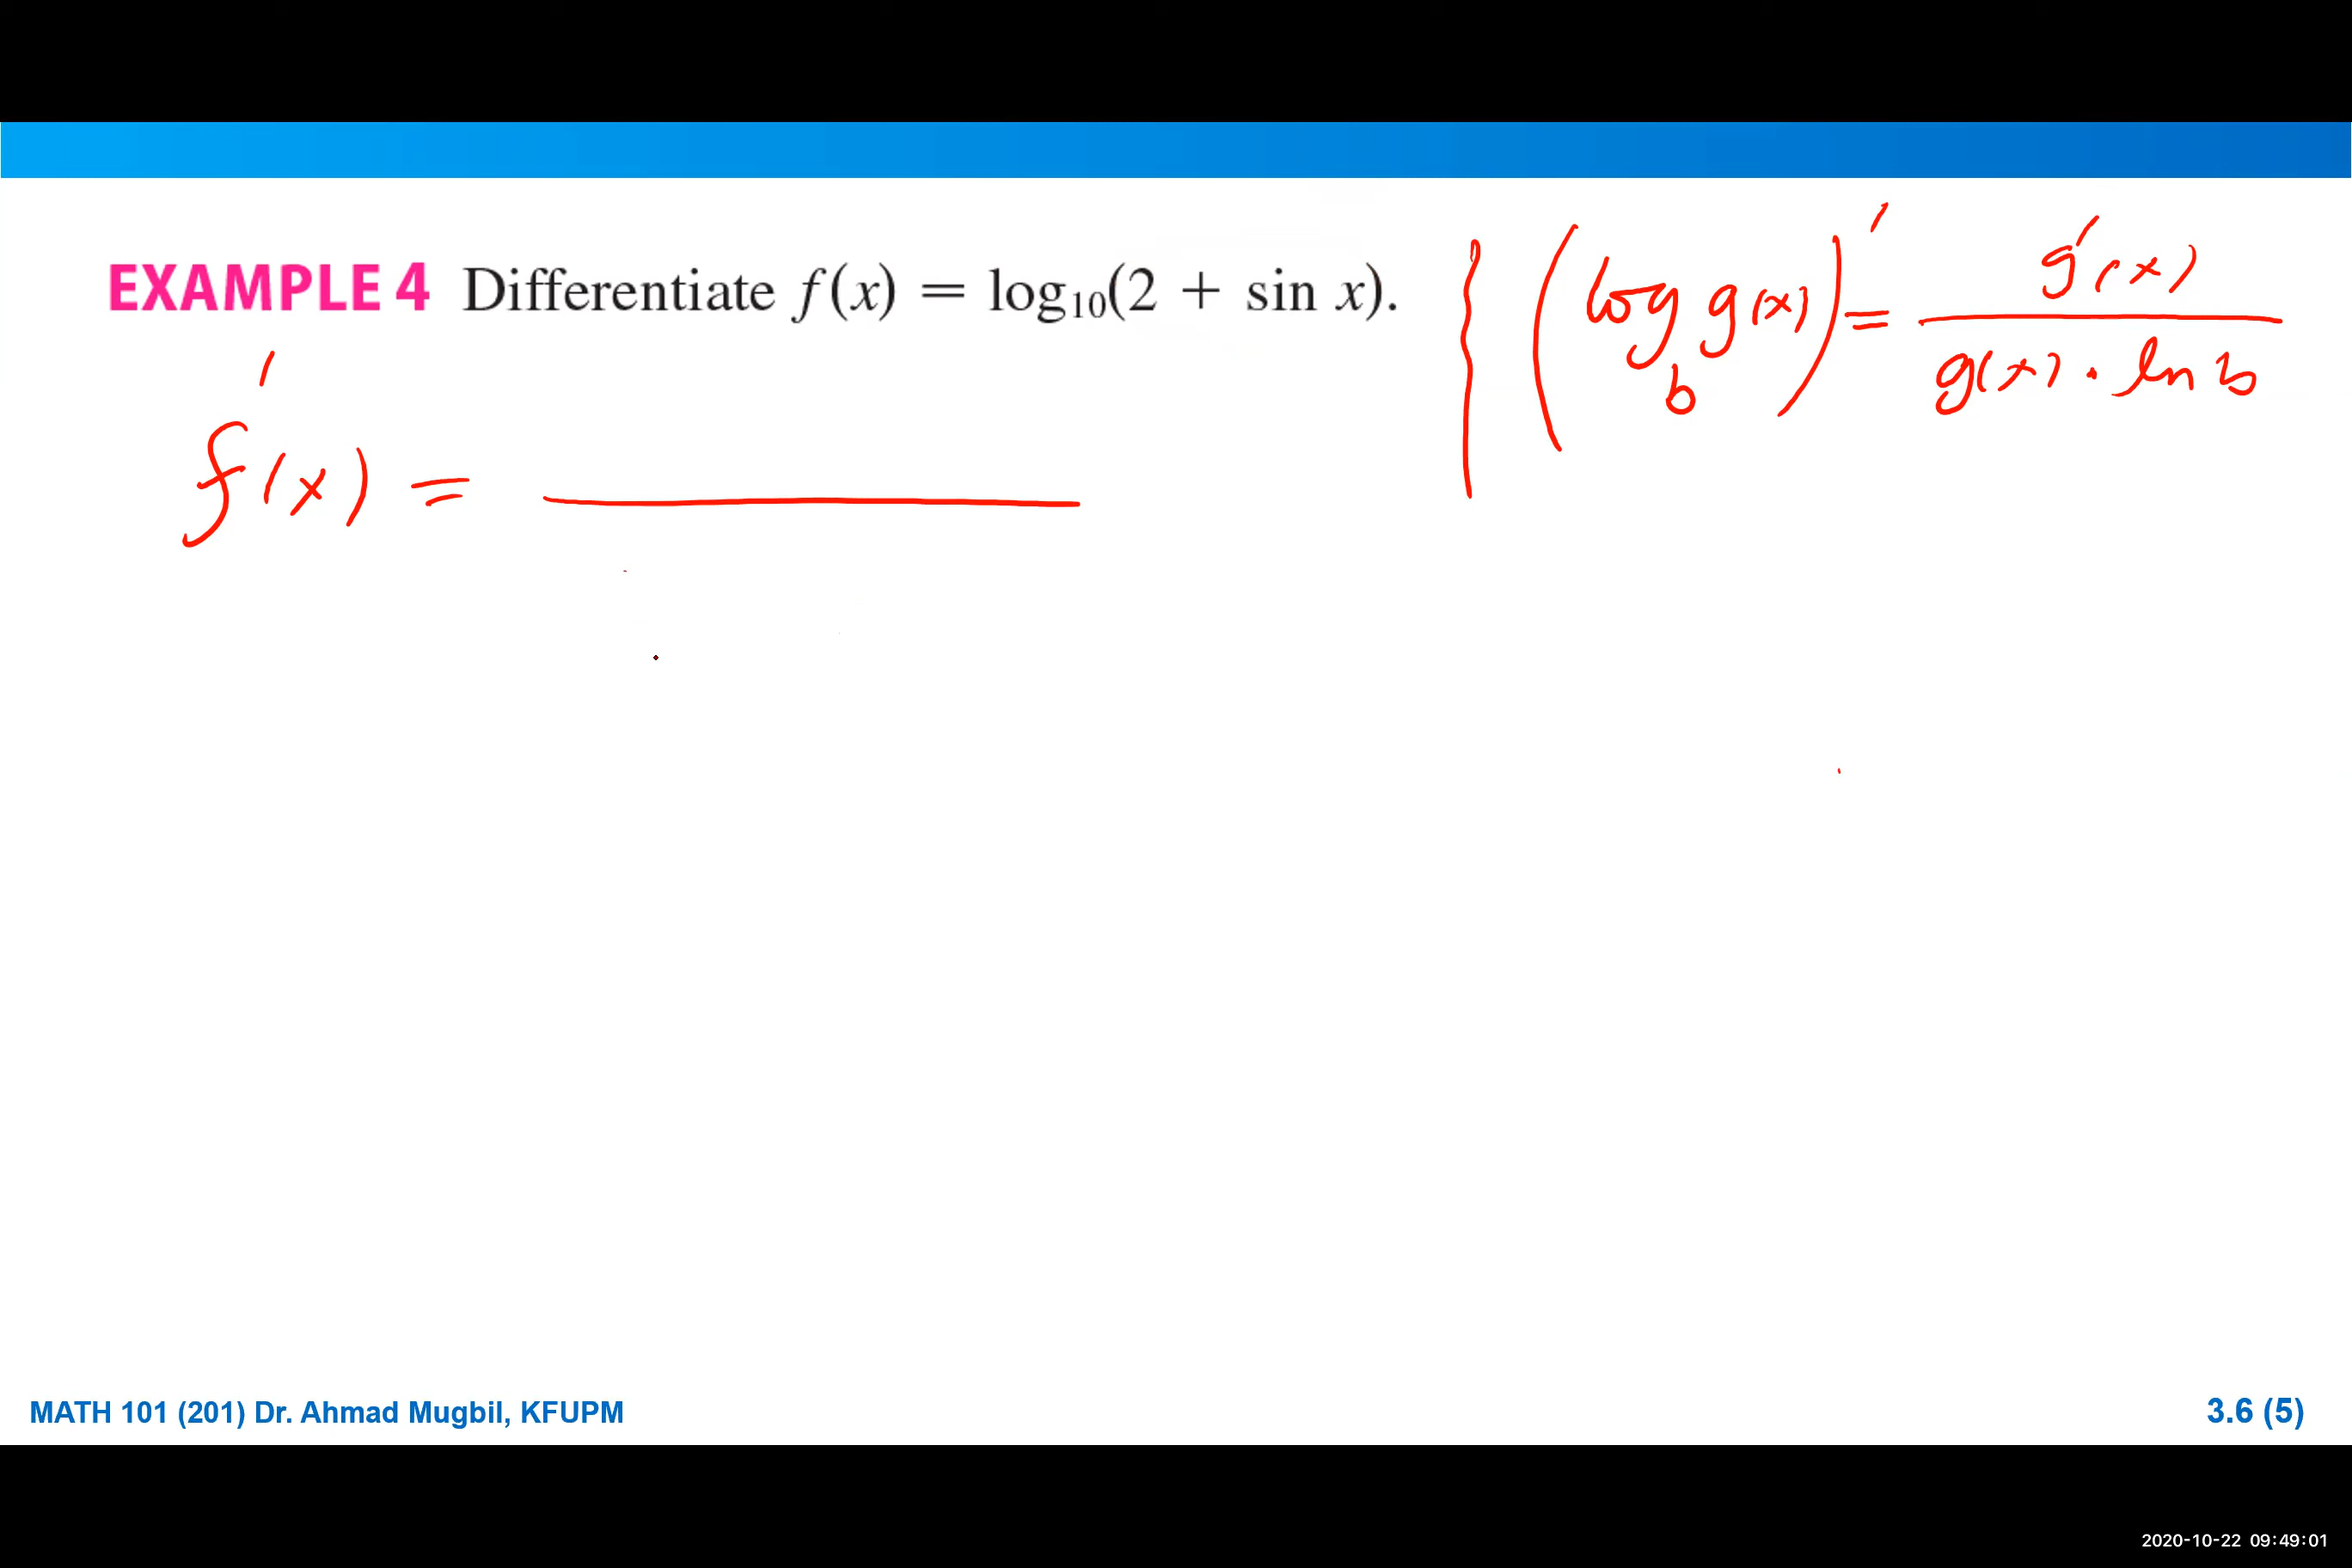 EXAMPLE 4 Differentiate f(x) = log₁₀(2 + sin x).
(log_b g(x))' = g'(x) / (g(x) · ln b)
f'(x) =
MATH 101 (201) Dr. Ahmad Mugbil, KFUPM
3.6 (5)
2020-10-22 09:49:01